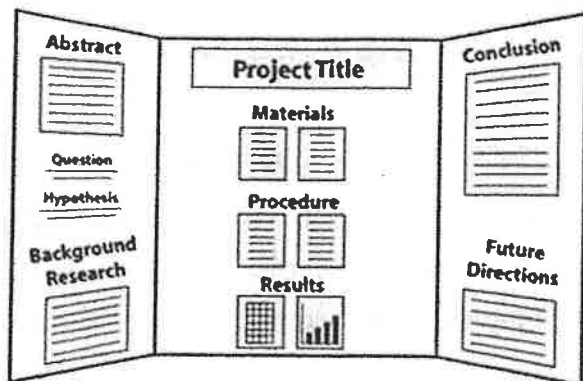 Abstract
Question
Hypothesis
Background
Research
Project Title
Materials
Procedure
Results
Conclusion
Future
Directions